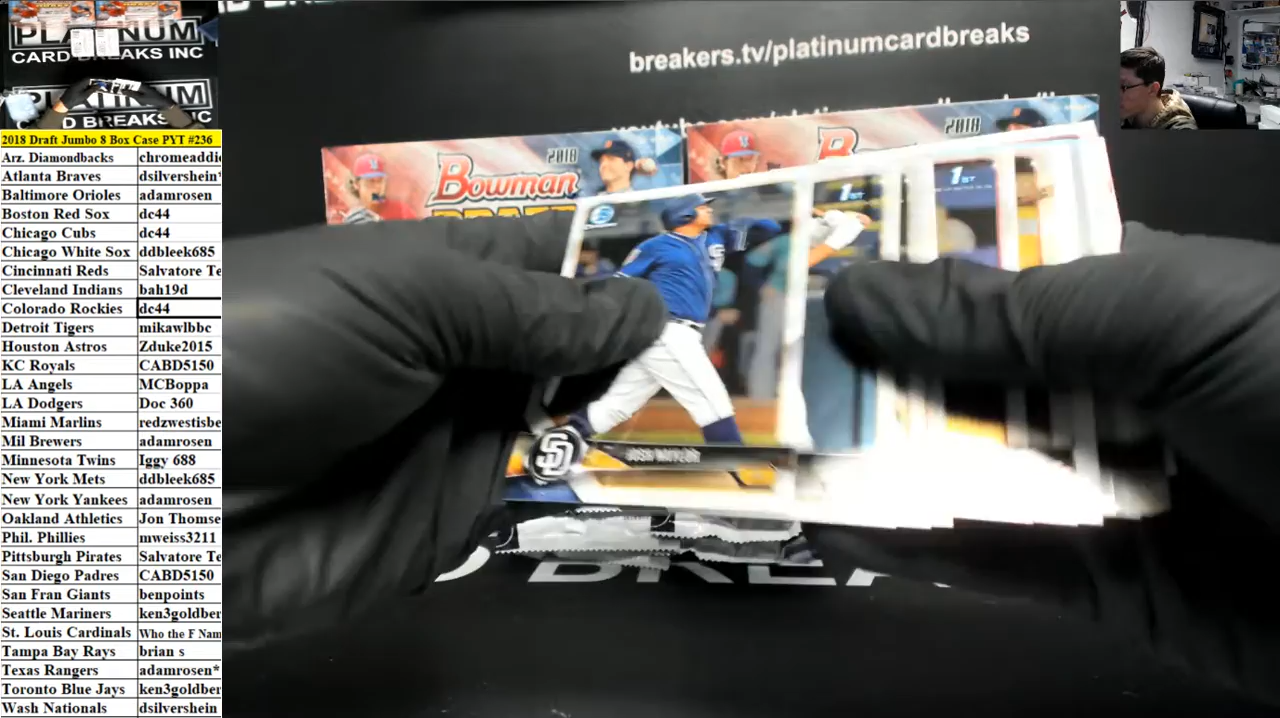 PLATINUM
CARD BREAKS INC
breakers.tv/platinumcardbreaks
2018 Draft Jumbo 8 Box Case PYT #236
Arz. Diamondbacks chromeaddi
Atlanta Braves dsilvershein*
Baltimore Orioles adamrosen
Boston Red Sox dc44
Chicago Cubs dc44
Chicago White Sox ddbleek685
Cincinnati Reds Salvatore Te
Cleveland Indians bah19d
Colorado Rockies dc44
Detroit Tigers mikawlbbc
Houston Astros Zduke2015
KC Royals CABD5150
LA Angels MCBoppa
LA Dodgers Doc 360
Miami Marlins redzwestisbe
Mil Brewers adamrosen
Minnesota Twins Iggy 688
New York Mets ddbleek685
New York Yankees adamrosen
Oakland Athletics Jon Thomse
Phil. Phillies mweiss3211
Pittsburgh Pirates Salvatore Te
San Diego Padres CABD5150
San Fran Giants benpoints
Seattle Mariners ken3goldber
St. Louis Cardinals Who the F Nam
Tampa Bay Rays brian s
Texas Rangers adamrosen*
Toronto Blue Jays ken3goldber
Wash Nationals dsilvershein
2018
Bowman
2018
1ST
1ST
SD
JOSH NAYLOR